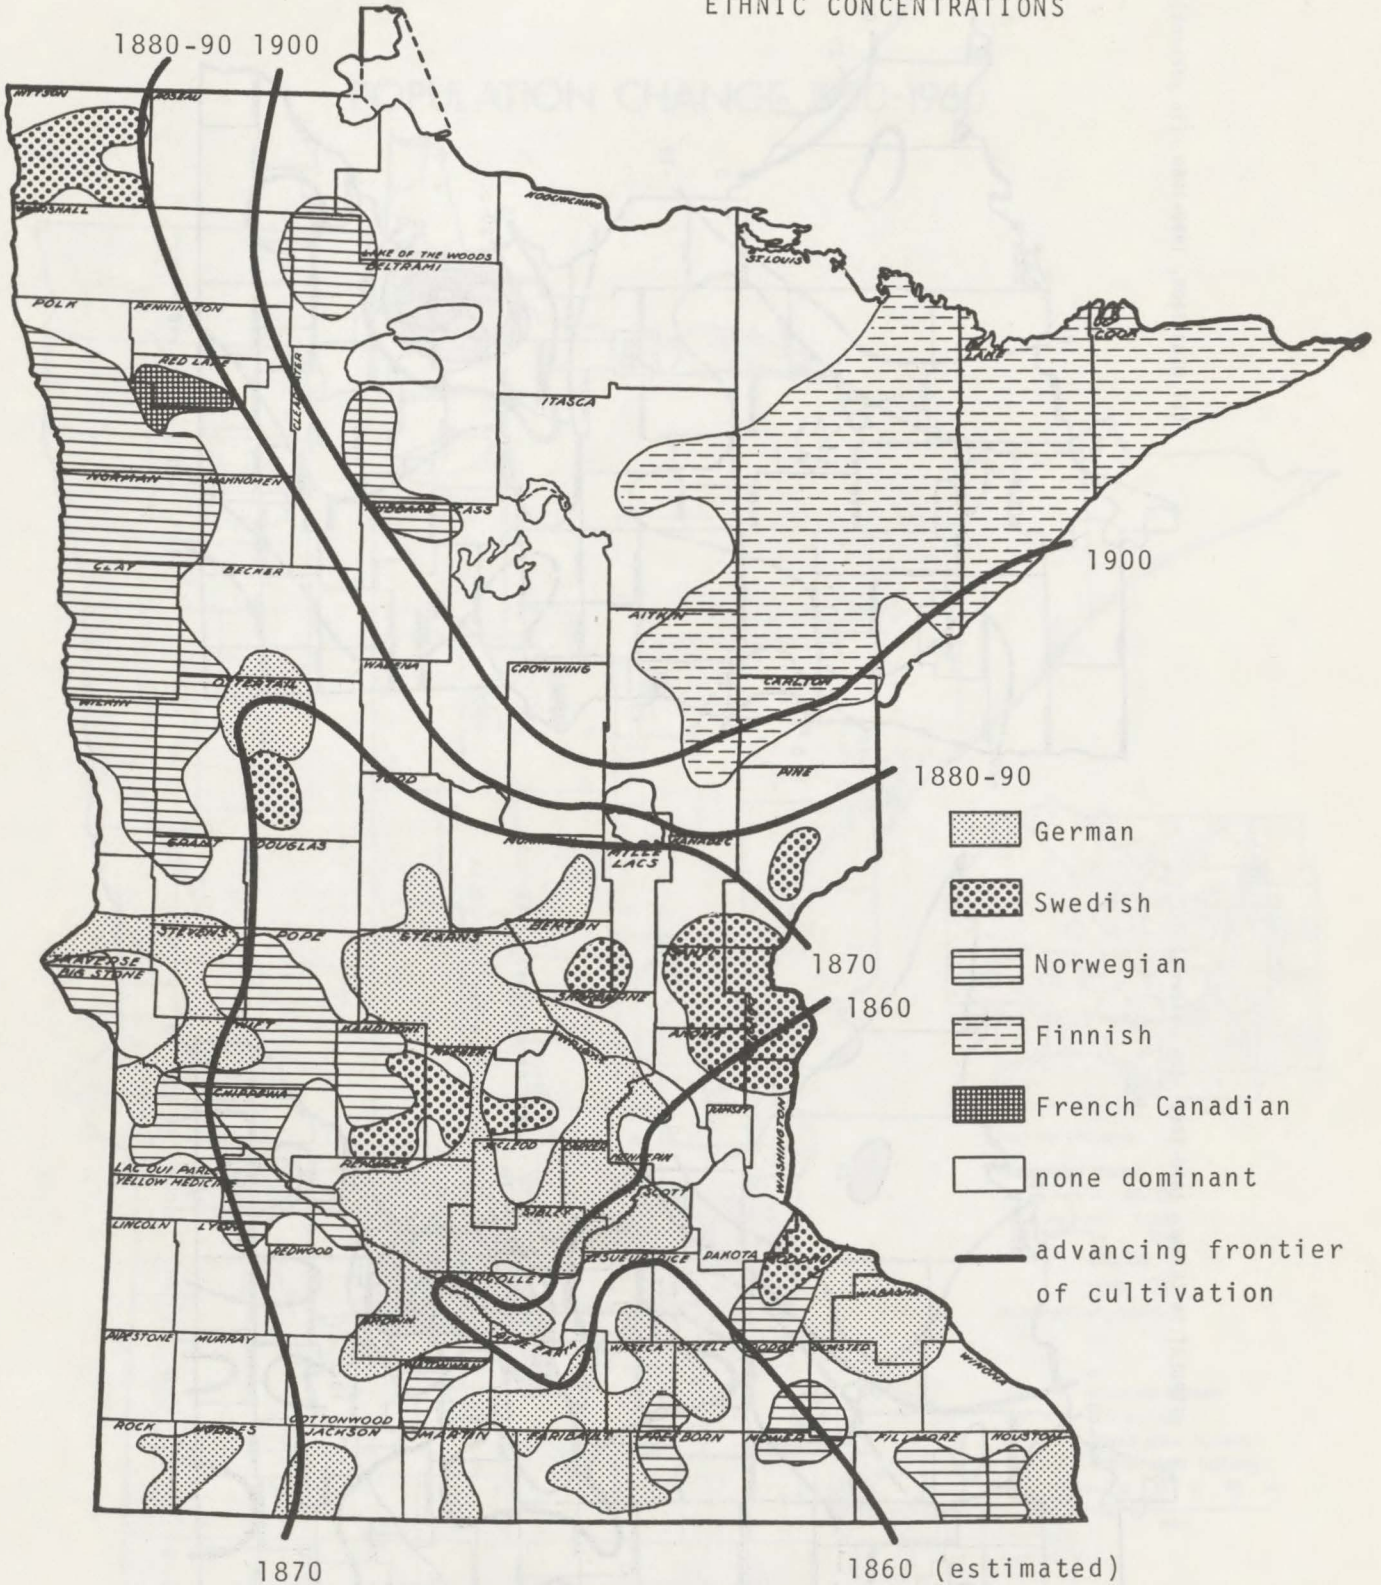 ETHNIC CONCENTRATIONS
1880-90 1900
KITTSON
ROSEAU
KOOCHICHING
MARSHALL
LAKE OF THE WOODS
BELTRAMI
ST. LOUIS
POLK
PENNINGTON
COOK
LAKE
RED LAKE
CLEARWATER
ITASCA
NORMAN
MAHNOMEN
HUBBARD
CASS
1900
CLAY
BECKER
AITKIN
WADENA
CROW WING
OTTERTAIL
CARLTON
WILKIN
TODD
PINE
1880-90
GRANT
DOUGLAS
MORRISON
MILLE
LACS
KANABEC
German
Swedish
STEVENS
POPE
STEARNS
BENTON
Norwegian
TRAVERSE
BIG STONE
1870
SHERBURNE
1860
SWIFT
KANDIYOHI
ANOKA
Finnish
MEEKER
WRIGHT
CHIPPEWA
French Canadian
RAMSEY
WASHINGTON
McLEOD
CARVER
HENNEPIN
LAC QUI PARLE
RENVILLE
YELLOW MEDICINE
none dominant
SCOTT
SIBLEY
LINCOLN
LYON
REDWOOD
LESUEUR
RICE
DAKOTA
GOODHUE
advancing frontier
of cultivation
NICOLLET
WABASHA
BROWN
BLUE EARTH
PIPESTONE
MURRAY
WATONWAN
WASECA
STEELE
DODGE
OLMSTED
WINONA
ROCK
NOBLES
COTTONWOOD
JACKSON
MARTIN
FARIBAULT
FREEBORN
MOWER
FILLMORE
HOUSTON
1870
1860 (estimated)